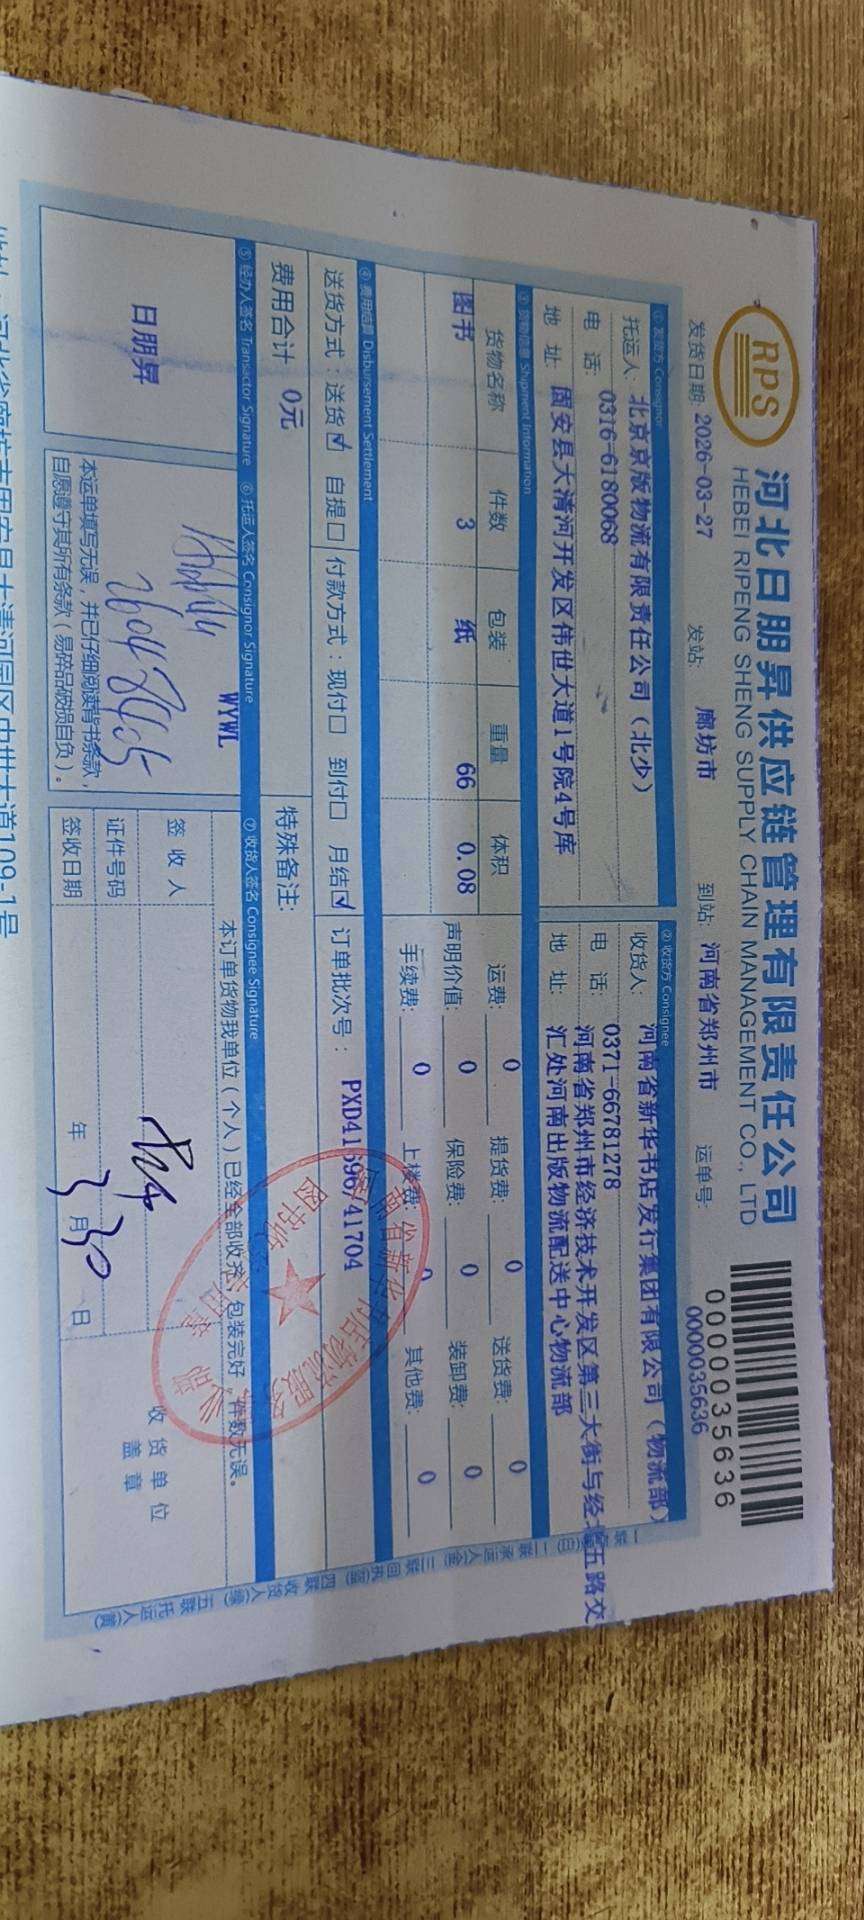 RPS
河北日朋昇供应链管理有限责任公司
HEBEI RIPENG SHENG SUPPLY CHAIN MANAGEMENT CO., LTD
0000035636
发货日期: 2026-03-27 发站: 廊坊市 到站: 河南省郑州市 运单号: 0000035636
① 发货方 Consignor
托运人: 北京京版物流有限责任公司（北少）
电 话: 0316-6180068
地 址: 固安县大清河开发区伟世大道1号院4号库
② 收货方 Consignee
收货人: 河南省新华书店发行集团有限公司（物流部）
电 话: 0371-66781278
地 址: 河南省郑州市经济技术开发区第三大街与经北五路交
汇处河南出版物流配送中心物流部
③ 货物信息 Shipment Information
货物名称 件数 包装 重量 体积
图书 3 纸 66 0.08
运费: 0 提货费: 0 送货费: 0
声明价值: 0 保险费: 0 装卸费: 0
手续费: 0 上楼费: 0 其他费: 0
④ 费用结算 Disbursement Settlement
送货方式：送货☑ 自提☐ 付款方式：现付☐ 到付☐ 月结☑ 订单批次号： PXD41696741704
费用合计 0元 特殊备注:
⑤ 经办人签名 Transactor Signature ⑥ 托运人签名 Consignor Signature ⑦ 收货人签名 Consignee Signature
日朋昇
WYWL
本运单填写无误，并已仔细阅读背书条款，
自愿遵守其所有条款（易碎品破损自负）。
本订单货物我单位（个人）已经全部收齐，包装完好，件数无误。
签 收 人
证件号码
签收日期 年 3 月 30 日
收货单位
盖章